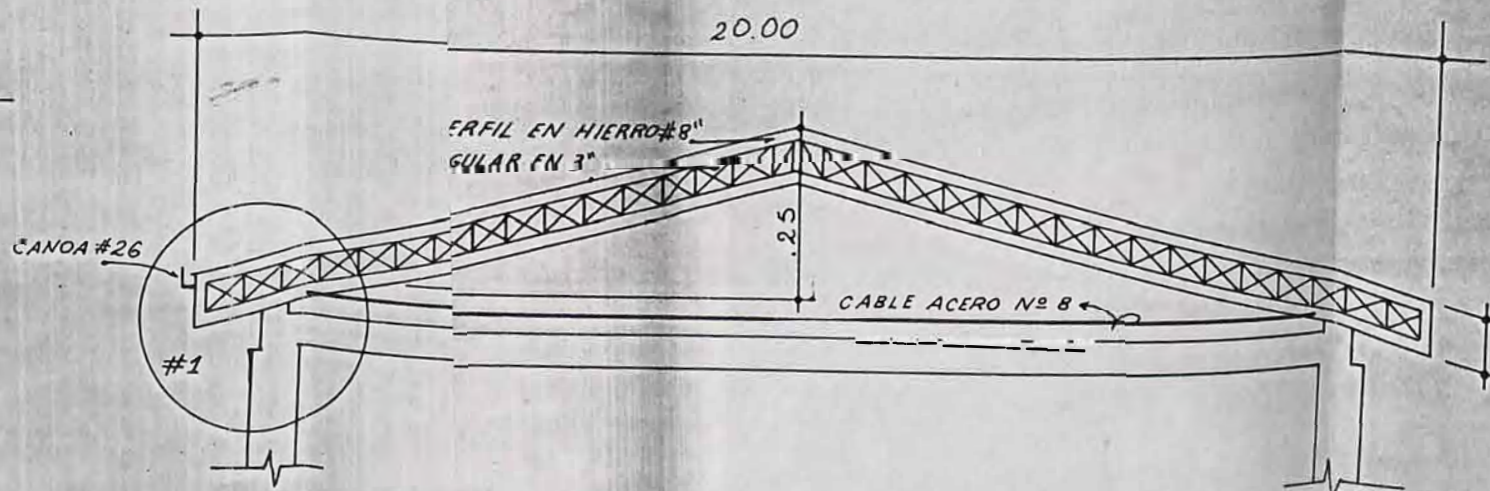 20.00
ERFIL EN HIERRO#8"
GULAR EN 3"
CANOA #26
.25
CABLE ACERO Nº 8
#1